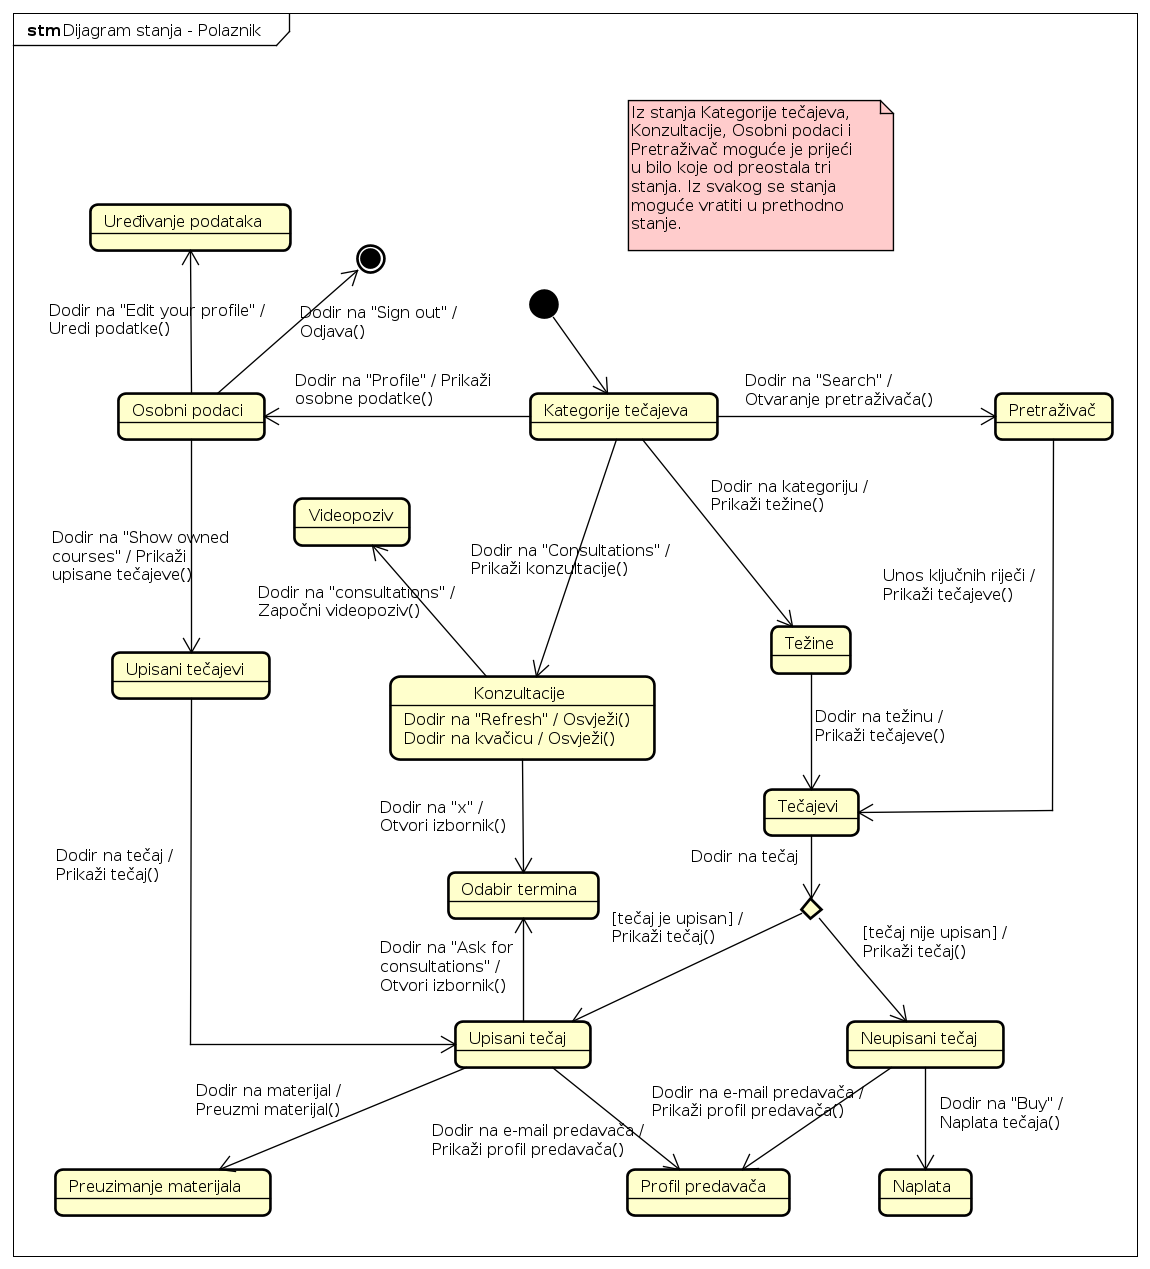 stm Dijagram stanja - Polaznik
Iz stanja Kategorije tečajeva,
Konzultacije, Osobni podaci i
Pretraživač moguće je prijeći
u bilo koje od preostala tri
stanja. Iz svakog se stanja
moguće vratiti u prethodno
stanje.
Uređivanje podataka
Dodir na "Edit your profile" /
Uredi podatke()
Dodir na "Sign out" /
Odjava()
Dodir na "Profile" / Prikaži
osobne podatke()
Dodir na "Search" /
Otvaranje pretraživača()
Osobni podaci
Kategorije tečajeva
Pretraživač
Dodir na kategoriju /
Prikaži težine()
Videopoziv
Dodir na "Show owned
courses" / Prikaži
upisane tečajeve()
Dodir na "Consultations" /
Prikaži konzultacije()
Dodir na "consultations" /
Započni videopoziv()
Unos ključnih riječi /
Prikaži tečajeve()
Težine
Upisani tečajevi
Konzultacije
Dodir na "Refresh" / Osvježi()
Dodir na kvačicu / Osvježi()
Dodir na težinu /
Prikaži tečajeve()
Dodir na "x" /
Otvori izbornik()
Tečajevi
Dodir na tečaj /
Prikaži tečaj()
Dodir na tečaj
Odabir termina
[tečaj je upisan] /
Prikaži tečaj()
[tečaj nije upisan] /
Prikaži tečaj()
Dodir na "Ask for
consultations" /
Otvori izbornik()
Upisani tečaj
Neupisani tečaj
Dodir na materijal /
Preuzmi materijal()
Dodir na e-mail predavača /
Prikaži profil predavača()
Dodir na e-mail predavača /
Prikaži profil predavača()
Dodir na "Buy" /
Naplata tečaja()
Preuzimanje materijala
Profil predavača
Naplata